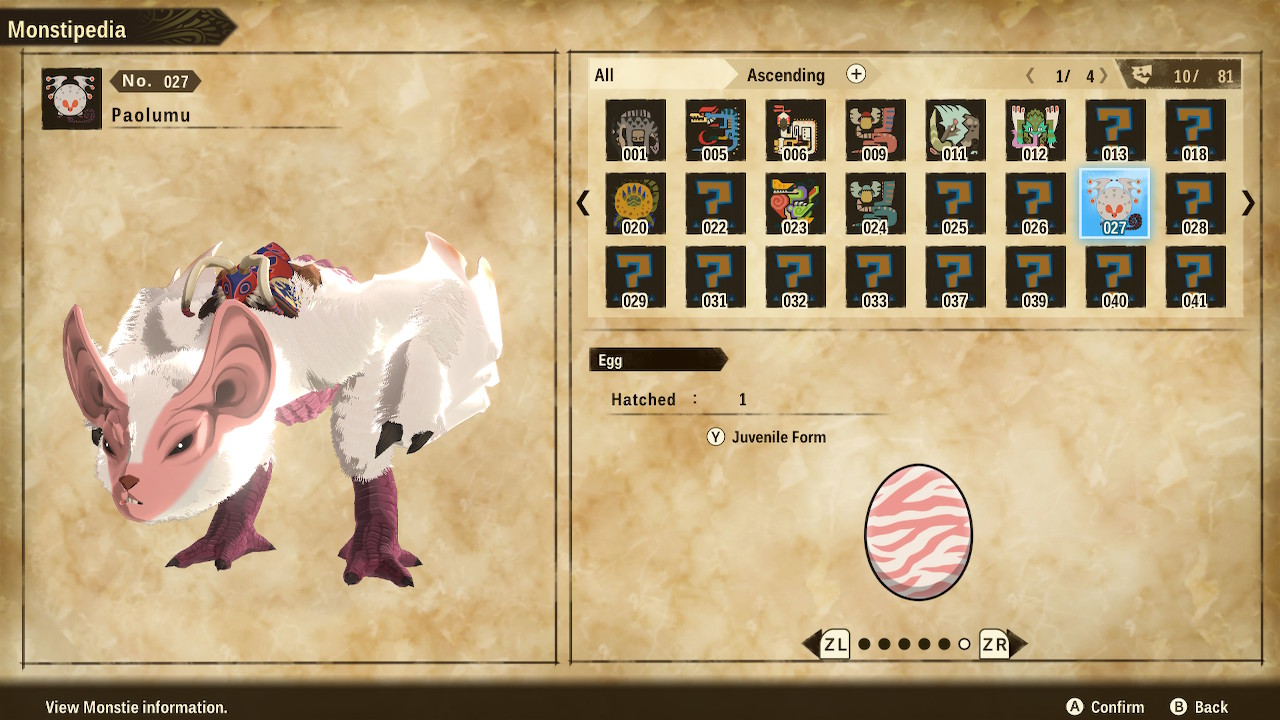 Monstipedia
No. 027
Paolumu
All Ascending + 1/ 4 10/ 81
001 005 006 009 011 012 013 018
020 022 023 024 025 026 027 028
029 031 032 033 037 039 040 041
Egg
Hatched : 1
Y Juvenile Form
ZL ZR
View Monstie information.
A Confirm B Back